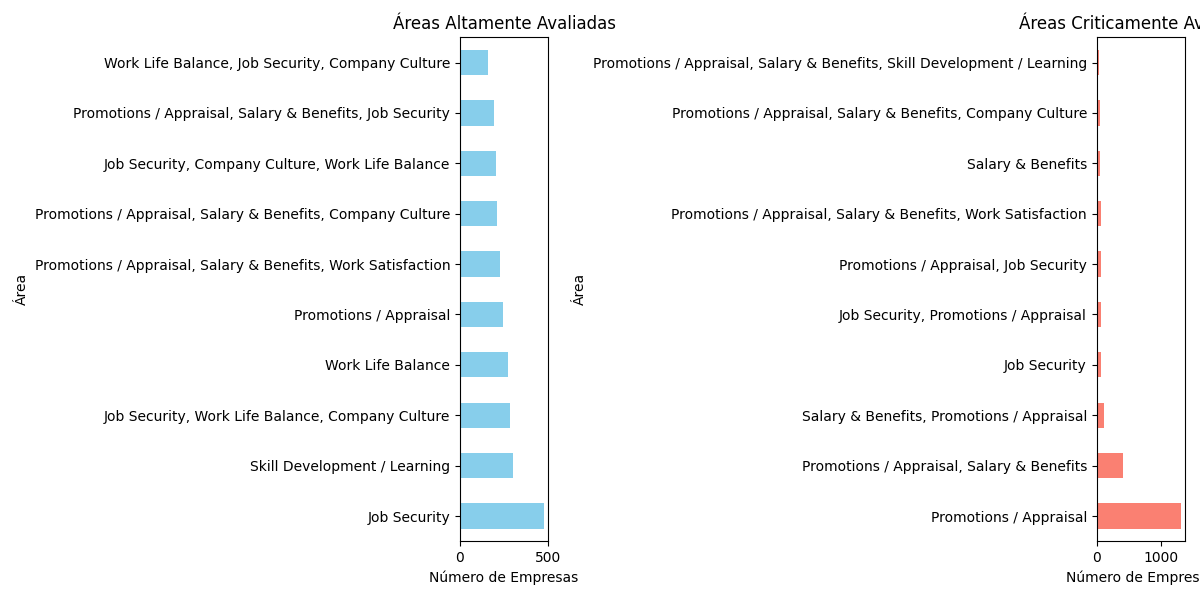 Áreas Altamente Avaliadas
Work Life Balance, Job Security, Company Culture
Promotions / Appraisal, Salary & Benefits, Job Security
Job Security, Company Culture, Work Life Balance
Promotions / Appraisal, Salary & Benefits, Company Culture
Promotions / Appraisal, Salary & Benefits, Work Satisfaction
Promotions / Appraisal
Work Life Balance
Job Security, Work Life Balance, Company Culture
Skill Development / Learning
Job Security
Área
0
500
Número de Empresas
Áreas Criticamente Av
Promotions / Appraisal, Salary & Benefits, Skill Development / Learning
Promotions / Appraisal, Salary & Benefits, Company Culture
Salary & Benefits
Promotions / Appraisal, Salary & Benefits, Work Satisfaction
Promotions / Appraisal, Job Security
Job Security, Promotions / Appraisal
Job Security
Salary & Benefits, Promotions / Appraisal
Promotions / Appraisal, Salary & Benefits
Promotions / Appraisal
Área
0
1000
Número de Empres